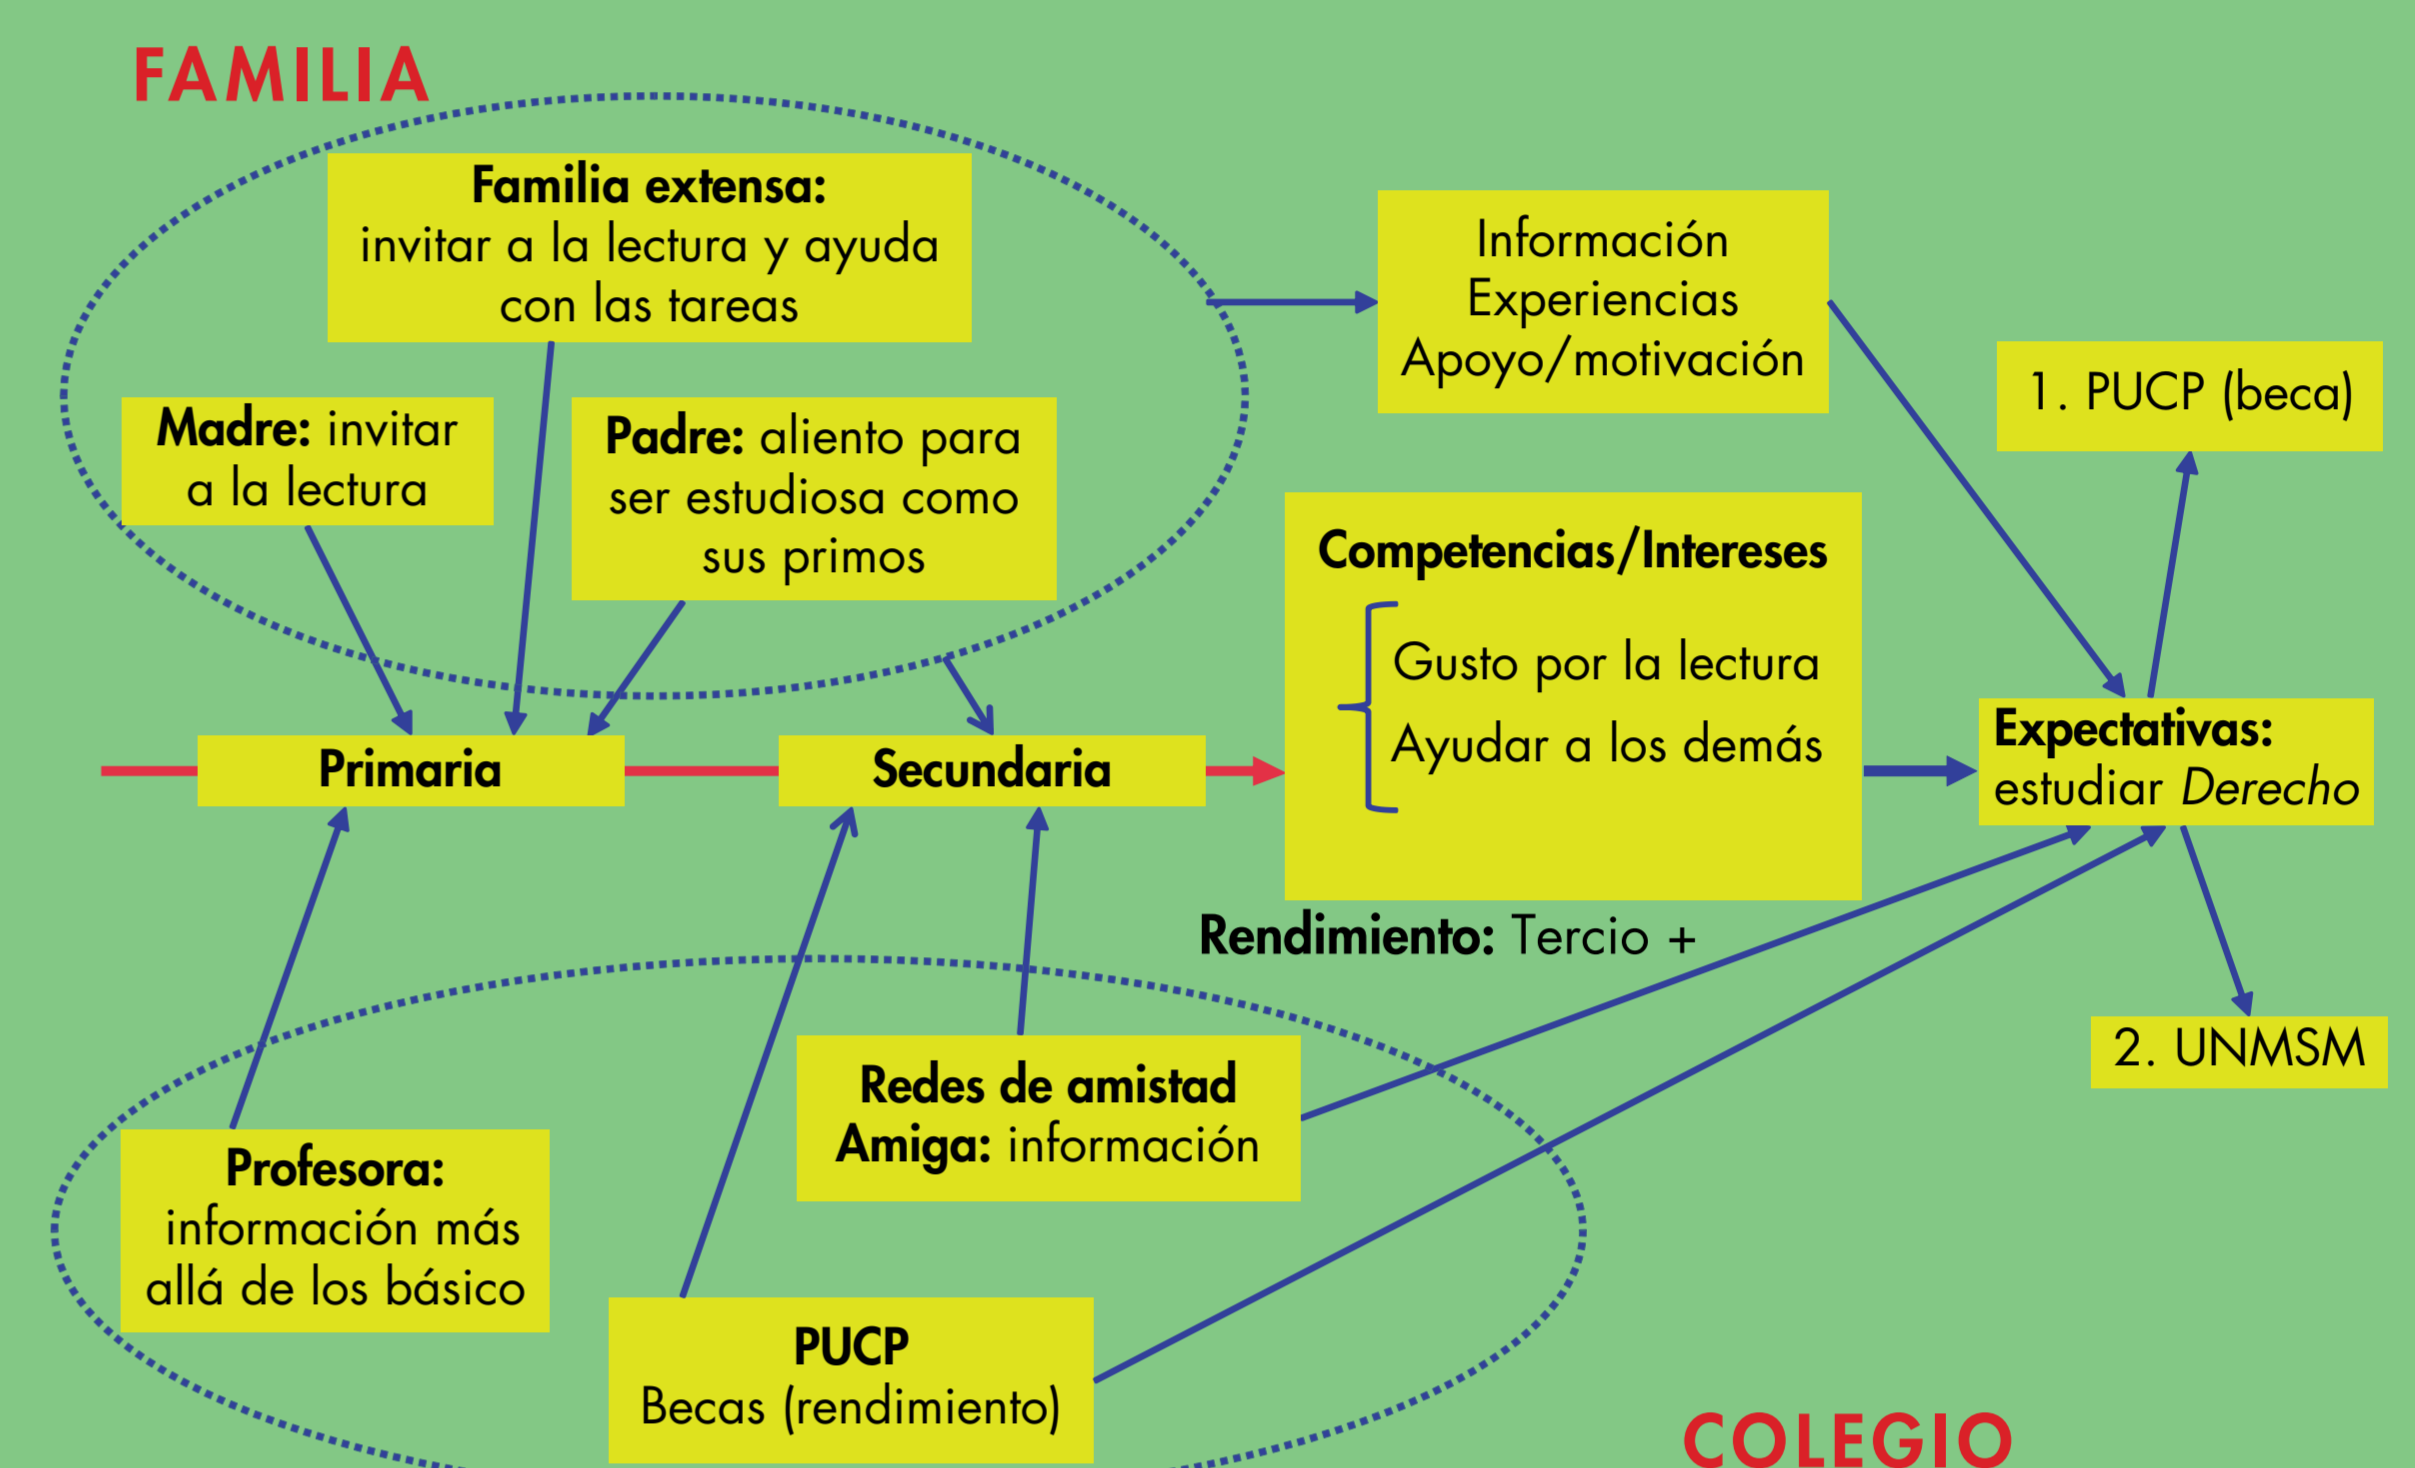 FAMILIA
Familia extensa:
invitar a la lectura y ayuda
con las tareas
Madre: invitar
a la lectura
Padre: aliento para
ser estudiosa como
sus primos
Información
Experiencias
Apoyo/motivación
1. PUCP (beca)
Competencias/Intereses
Gusto por la lectura
Ayudar a los demás
Primaria
Secundaria
Expectativas:
estudiar Derecho
Rendimiento: Tercio +
2. UNMSM
Redes de amistad
Amiga: información
Profesora:
información más
allá de los básico
PUCP
Becas (rendimiento)
COLEGIO